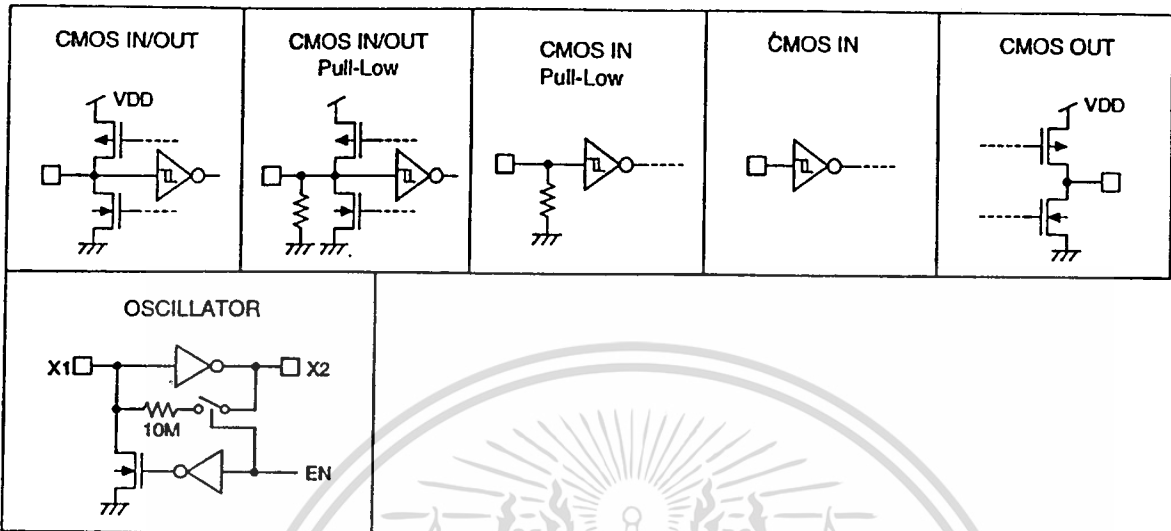 CMOS IN/OUT
VDD
CMOS IN/OUT
Pull-Low
CMOS IN
Pull-Low
CMOS IN
CMOS OUT
VDD
OSCILLATOR
X1
X2
10M
EN